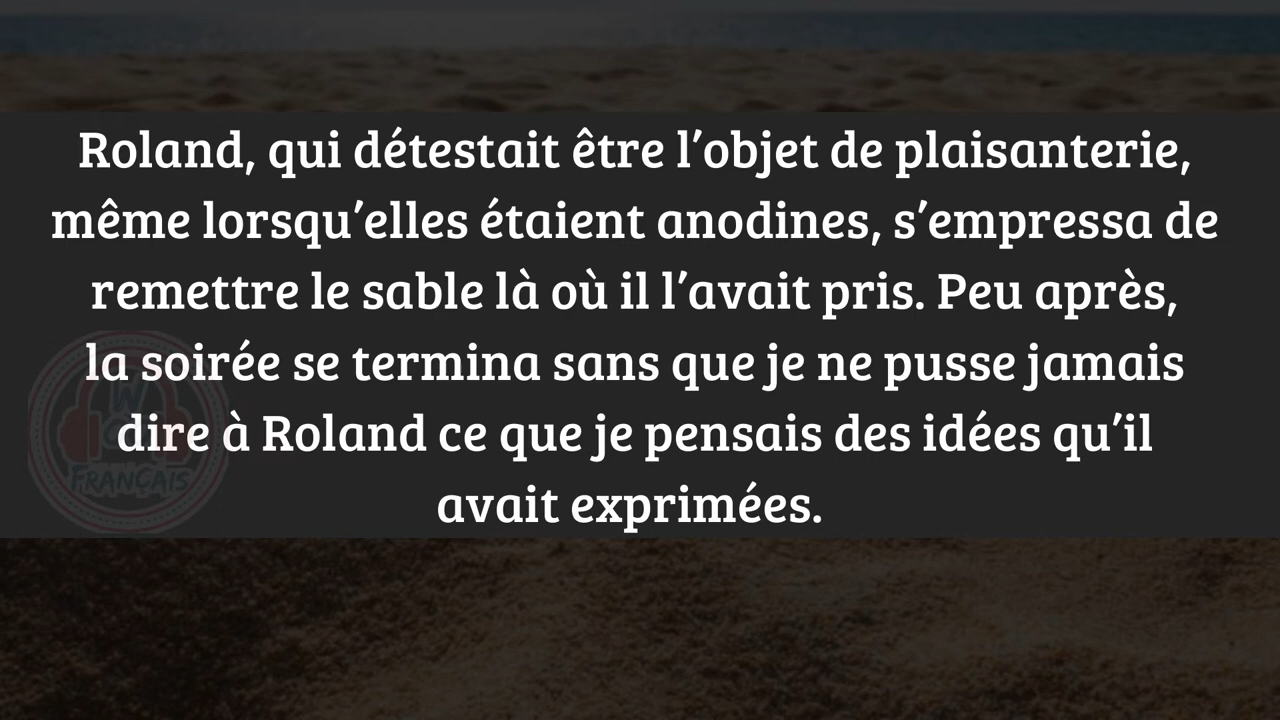 Roland, qui détestait être l’objet de plaisanterie,
même lorsqu’elles étaient anodines, s’empressa de
remettre le sable là où il l’avait pris. Peu après,
la soirée se termina sans que je ne pusse jamais
dire à Roland ce que je pensais des idées qu’il
avait exprimées.
FRANÇAIS